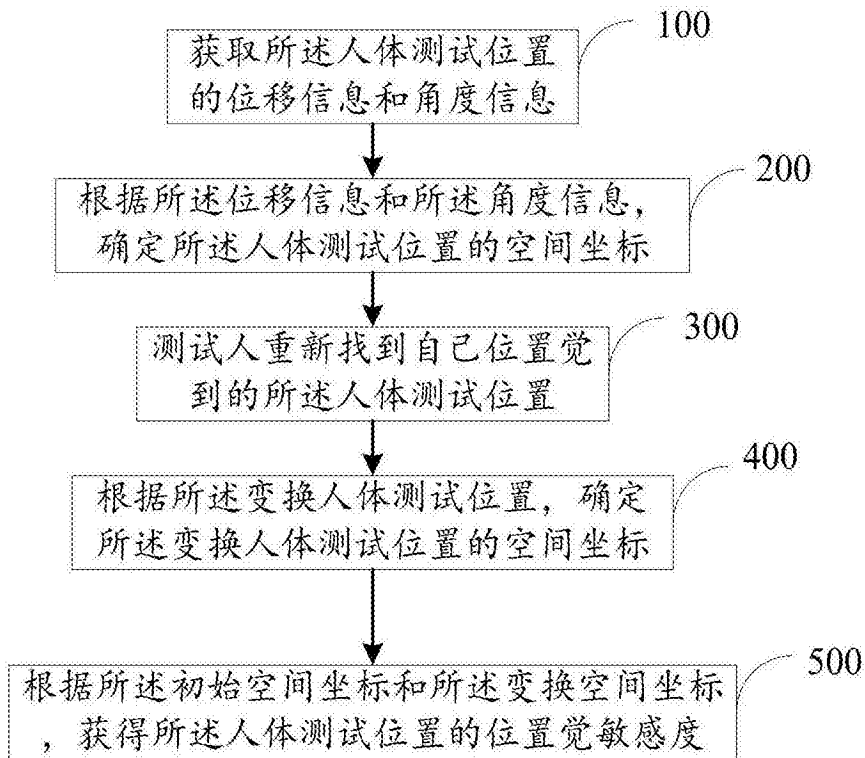 100
获取所述人体测试位置
的位移信息和角度信息
200
根据所述位移信息和所述角度信息,
确定所述人体测试位置的空间坐标
300
测试人重新找到自己位置觉
到的所述人体测试位置
400
根据所述变换人体测试位置, 确定
所述变换人体测试位置的空间坐标
500
根据所述初始空间坐标和所述变换空间坐标
, 获得所述人体测试位置的位置觉敏感度